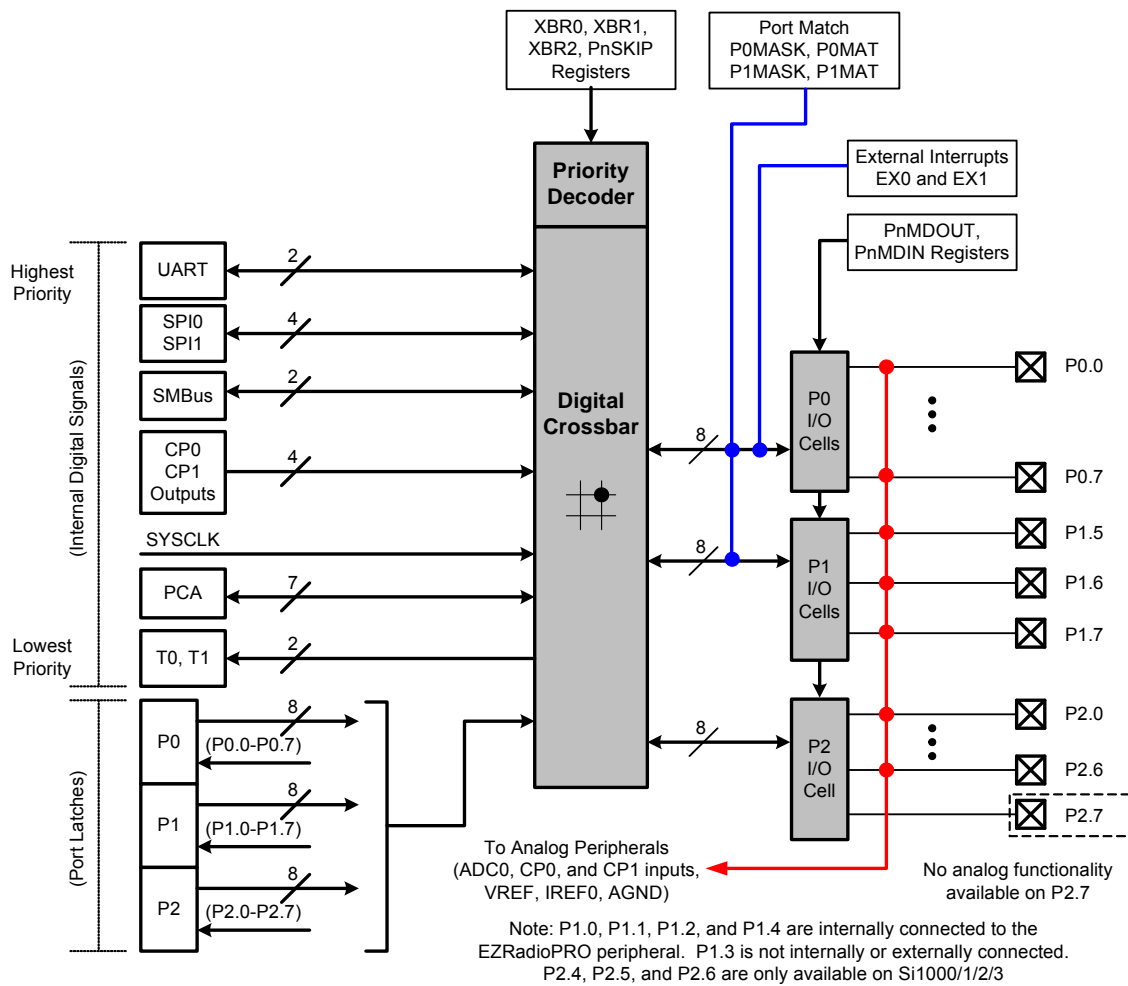 XBR0, XBR1,
XBR2, PnSKIP
Registers
Port Match
P0MASK, P0MAT
P1MASK, P1MAT
External Interrupts
EX0 and EX1
Priority
Decoder
PnMDOUT,
PnMDIN Registers
Highest
Priority
(Internal Digital Signals)
Lowest
Priority
UART
2
SPI0
SPI1
4
SMBus
2
CP0
CP1
Outputs
4
SYSCLK
PCA
7
T0, T1
2
Digital
Crossbar
8
8
8
P0
I/O
Cells
P1
I/O
Cells
P2
I/O
Cell
P0.0
P0.7
P1.5
P1.6
P1.7
P2.0
P2.6
P2.7
(Port Latches)
P0
8
(P0.0-P0.7)
P1
8
(P1.0-P1.7)
P2
8
(P2.0-P2.7)
To Analog Peripherals
(ADC0, CP0, and CP1 inputs,
VREF, IREF0, AGND)
No analog functionality
available on P2.7
Note: P1.0, P1.1, P1.2, and P1.4 are internally connected to the
EZRadioPRO peripheral. P1.3 is not internally or externally connected.
P2.4, P2.5, and P2.6 are only available on Si1000/1/2/3